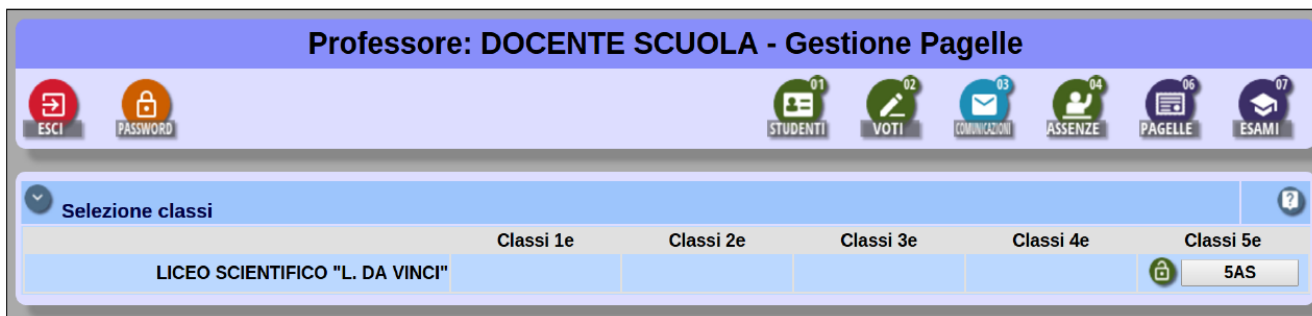 Professore: DOCENTE SCUOLA - Gestione Pagelle
01 02 03 04 06 07
ESCI PASSWORD STUDENTI VOTI COMUNICAZIONI ASSENZE PAGELLE ESAMI
Selezione classi ?
Classi 1e Classi 2e Classi 3e Classi 4e Classi 5e
LICEO SCIENTIFICO "L. DA VINCI" 5AS